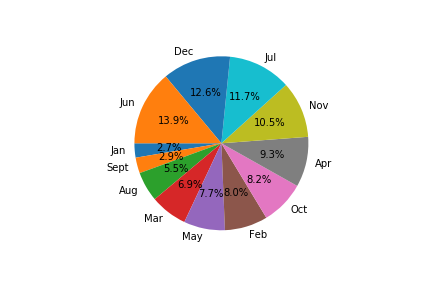 Dec
Jul
Jun
12.6%
11.7%
Nov
13.9%
10.5%
Jan
2.7%
9.3%
Apr
Sept
2.9%
Aug
5.5%
8.2%
6.9%
7.7%
8.0%
Oct
Mar
May
Feb